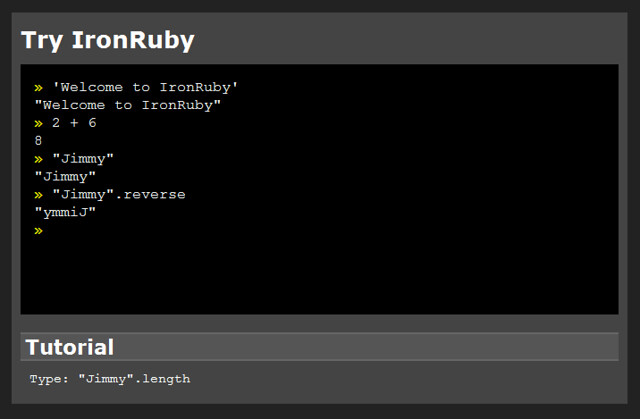 Try IronRuby
» 'Welcome to IronRuby'
"Welcome to IronRuby"
» 2 + 6
8
» "Jimmy"
"Jimmy"
» "Jimmy".reverse
"ymmiJ"
»
Tutorial
Type: "Jimmy".length